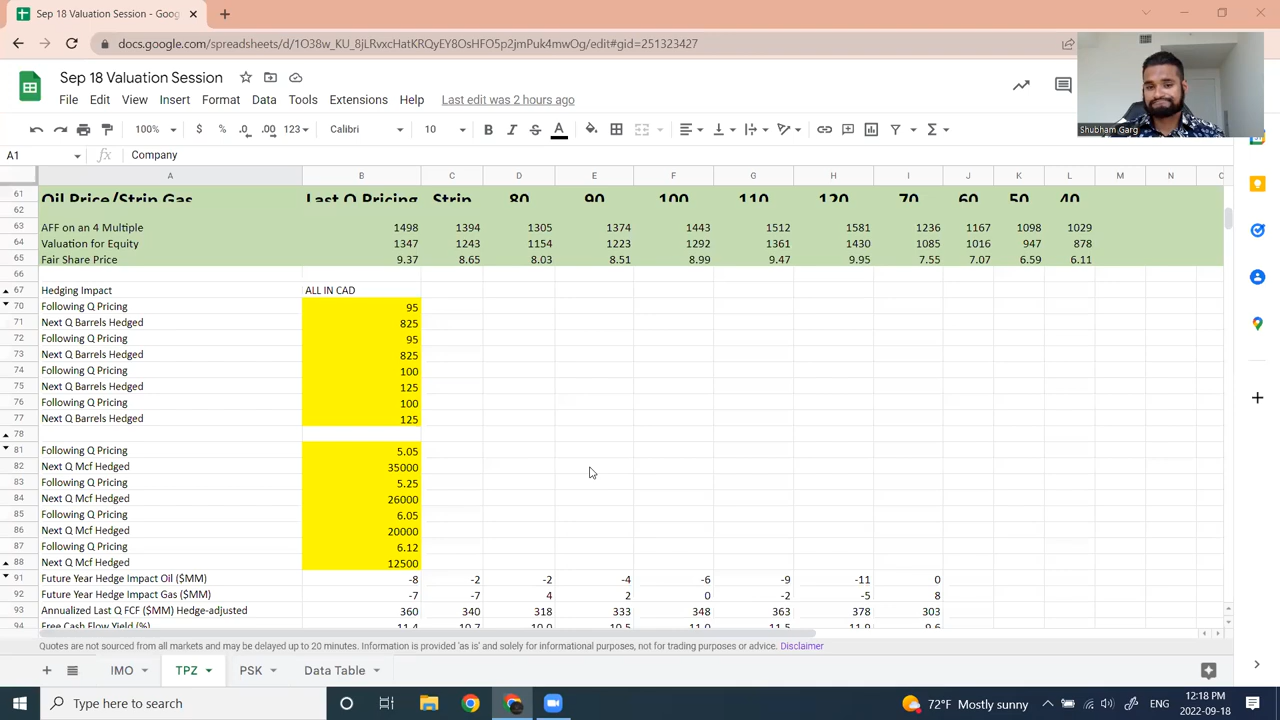 Sep 18 Valuation Session - Goog
docs.google.com/spreadsheets/d/1O38w_KU_8jLRvxcHatKRQJbY8OsHFO5p2jmPuk4mwOg/edit#gid=251323427
Sep 18 Valuation Session
File Edit View Insert Format Data Tools Extensions Help Last edit was 2 hours ago
Shubham Garg
100% $ % .0 .00 123 Calibri 10 B I S A
A1 fx Company
A B C D E F G H I J K L M N
61 Oil Price/Strip Gas Last Q Pricing Strip 80 90 100 110 120 70 60 50 40
62
63 AFF on an 4 Multiple 1498 1394 1305 1374 1443 1512 1581 1236 1167 1098 1029
64 Valuation for Equity 1347 1243 1154 1223 1292 1361 1430 1085 1016 947 878
65 Fair Share Price 9.37 8.65 8.03 8.51 8.99 9.47 9.95 7.55 7.07 6.59 6.11
66
67 Hedging Impact ALL IN CAD
70 Following Q Pricing 95
71 Next Q Barrels Hedged 825
72 Following Q Pricing 95
73 Next Q Barrels Hedged 825
74 Following Q Pricing 100
75 Next Q Barrels Hedged 125
76 Following Q Pricing 100
77 Next Q Barrels Hedged 125
78
81 Following Q Pricing 5.05
82 Next Q Mcf Hedged 35000
83 Following Q Pricing 5.25
84 Next Q Mcf Hedged 26000
85 Following Q Pricing 6.05
86 Next Q Mcf Hedged 20000
87 Following Q Pricing 6.12
88 Next Q Mcf Hedged 12500
91 Future Year Hedge Impact Oil ($MM) -8 -2 -2 -4 -6 -9 -11 0
92 Future Year Hedge Impact Gas ($MM) -7 -7 4 2 0 -2 -5 8
93 Annualized Last Q FCF ($MM) Hedge-adjusted 360 340 318 333 348 363 378 303
94 Free Cash Flow Yield (%) 11.4 10.7 10.0 10.5 11.0 11.5 11.9 9.6
Quotes are not sourced from all markets and may be delayed up to 20 minutes. Information is provided 'as is' and solely for informational purposes, not for trading purposes or advice. Disclaimer
IMO TPZ PSK Data Table
Type here to search
72°F Mostly sunny ENG 12:18 PM
2022-09-18